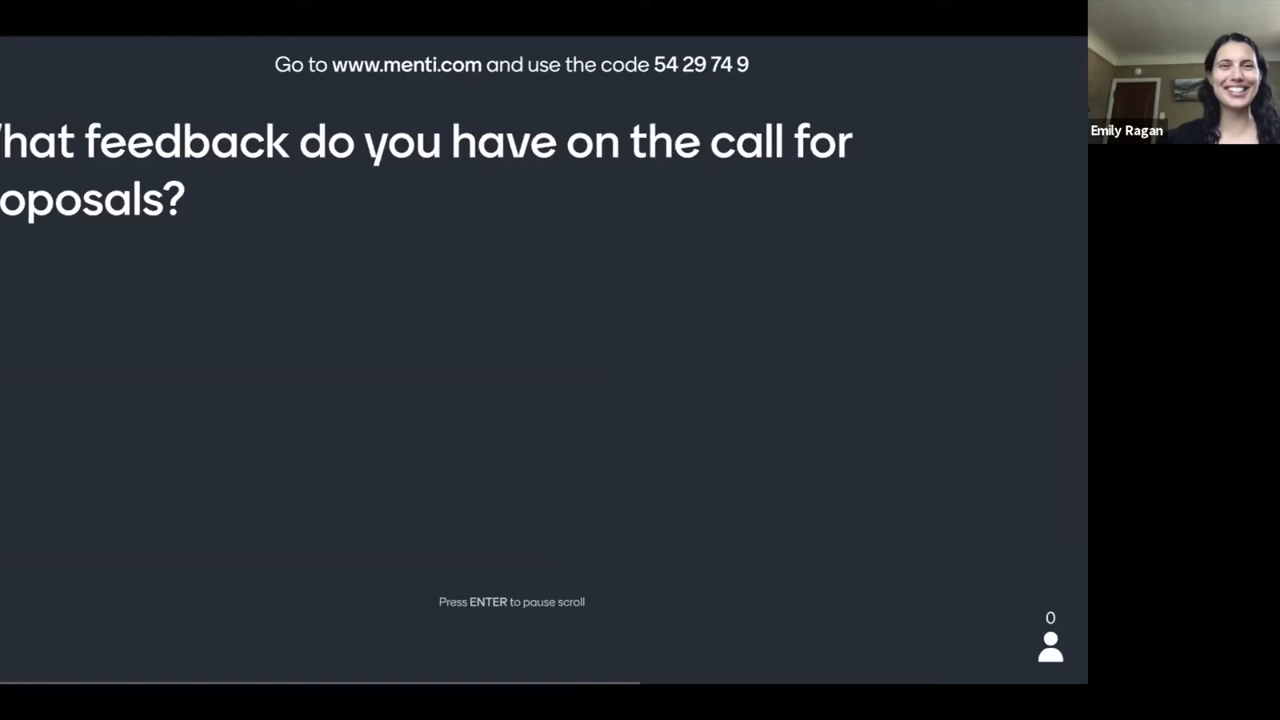 Go to www.menti.com and use the code 54 29 74 9
hat feedback do you have on the call for
oposals?
Emily Ragan
Press ENTER to pause scroll
0